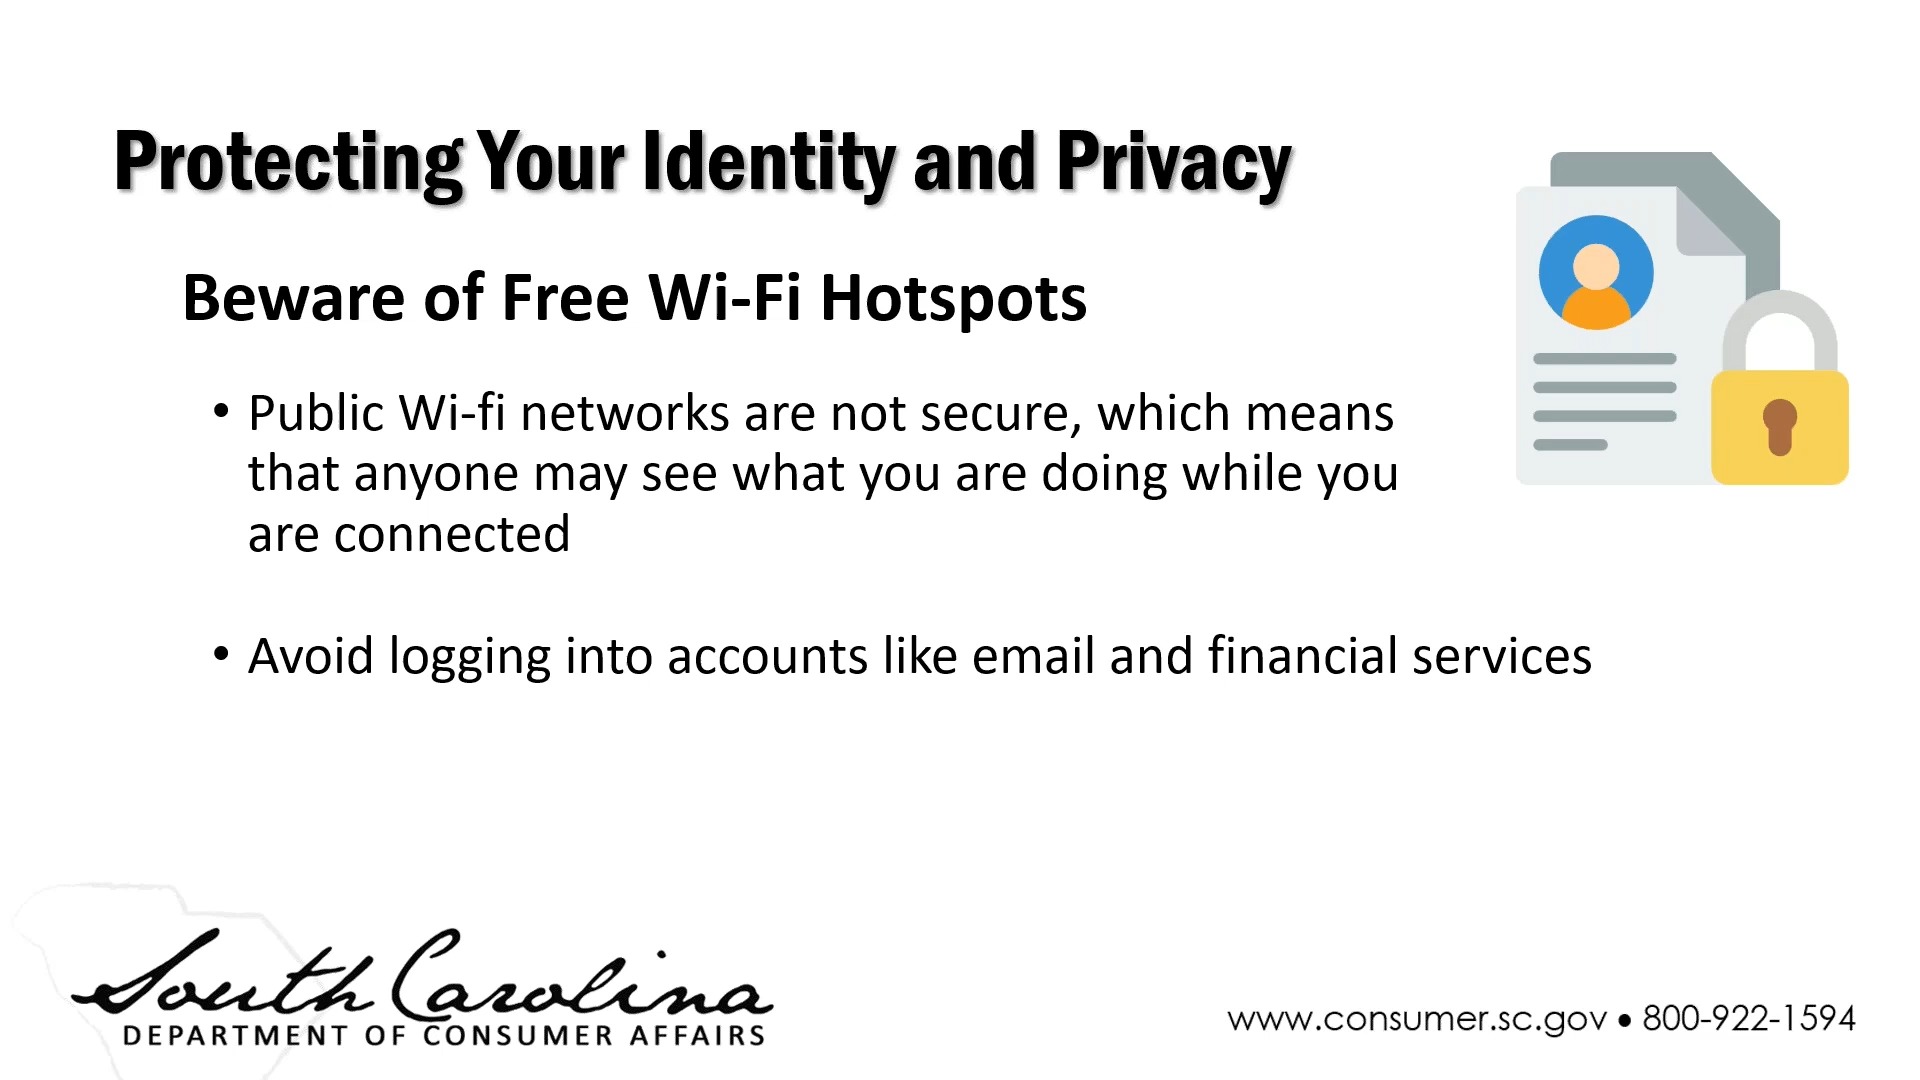 Protecting Your Identity and Privacy
Beware of Free Wi-Fi Hotspots
• Public Wi-fi networks are not secure, which means
that anyone may see what you are doing while you
are connected
• Avoid logging into accounts like email and financial services
South Carolina
DEPARTMENT OF CONSUMER AFFAIRS
www.consumer.sc.gov • 800-922-1594